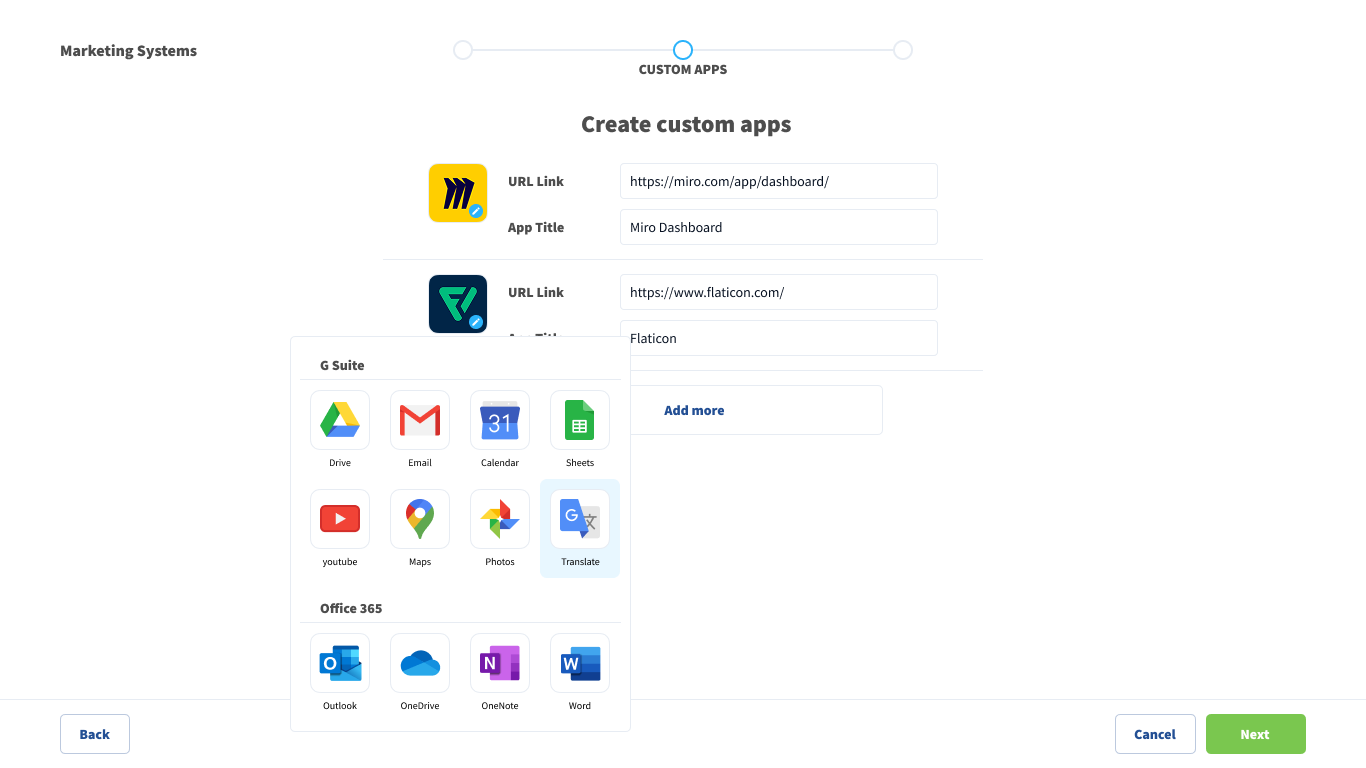 Marketing Systems
CUSTOM APPS
Create custom apps
URL Link
https://miro.com/app/dashboard/
App Title
Miro Dashboard
URL Link
https://www.flaticon.com/
Flaticon
Add more
G Suite
31
Drive
Email
Calendar
Sheets
G
文
youtube
Maps
Photos
Translate
Office 365
O
N
W
Outlook
OneDrive
OneNote
Word
Back
Cancel
Next